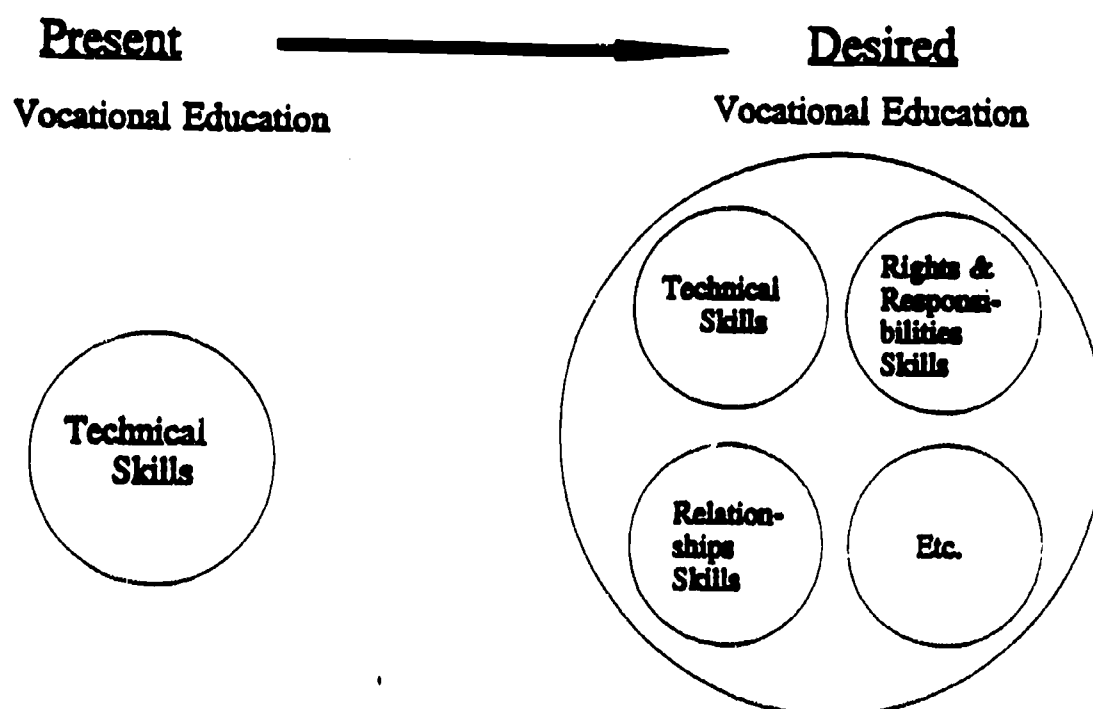 Present
Desired
Vocational Education
Vocational Education
Technical
Skills
Technical
Skills
Rights &
Responsi-
bilities
Skills
Relation-
ships
Skills
Etc.